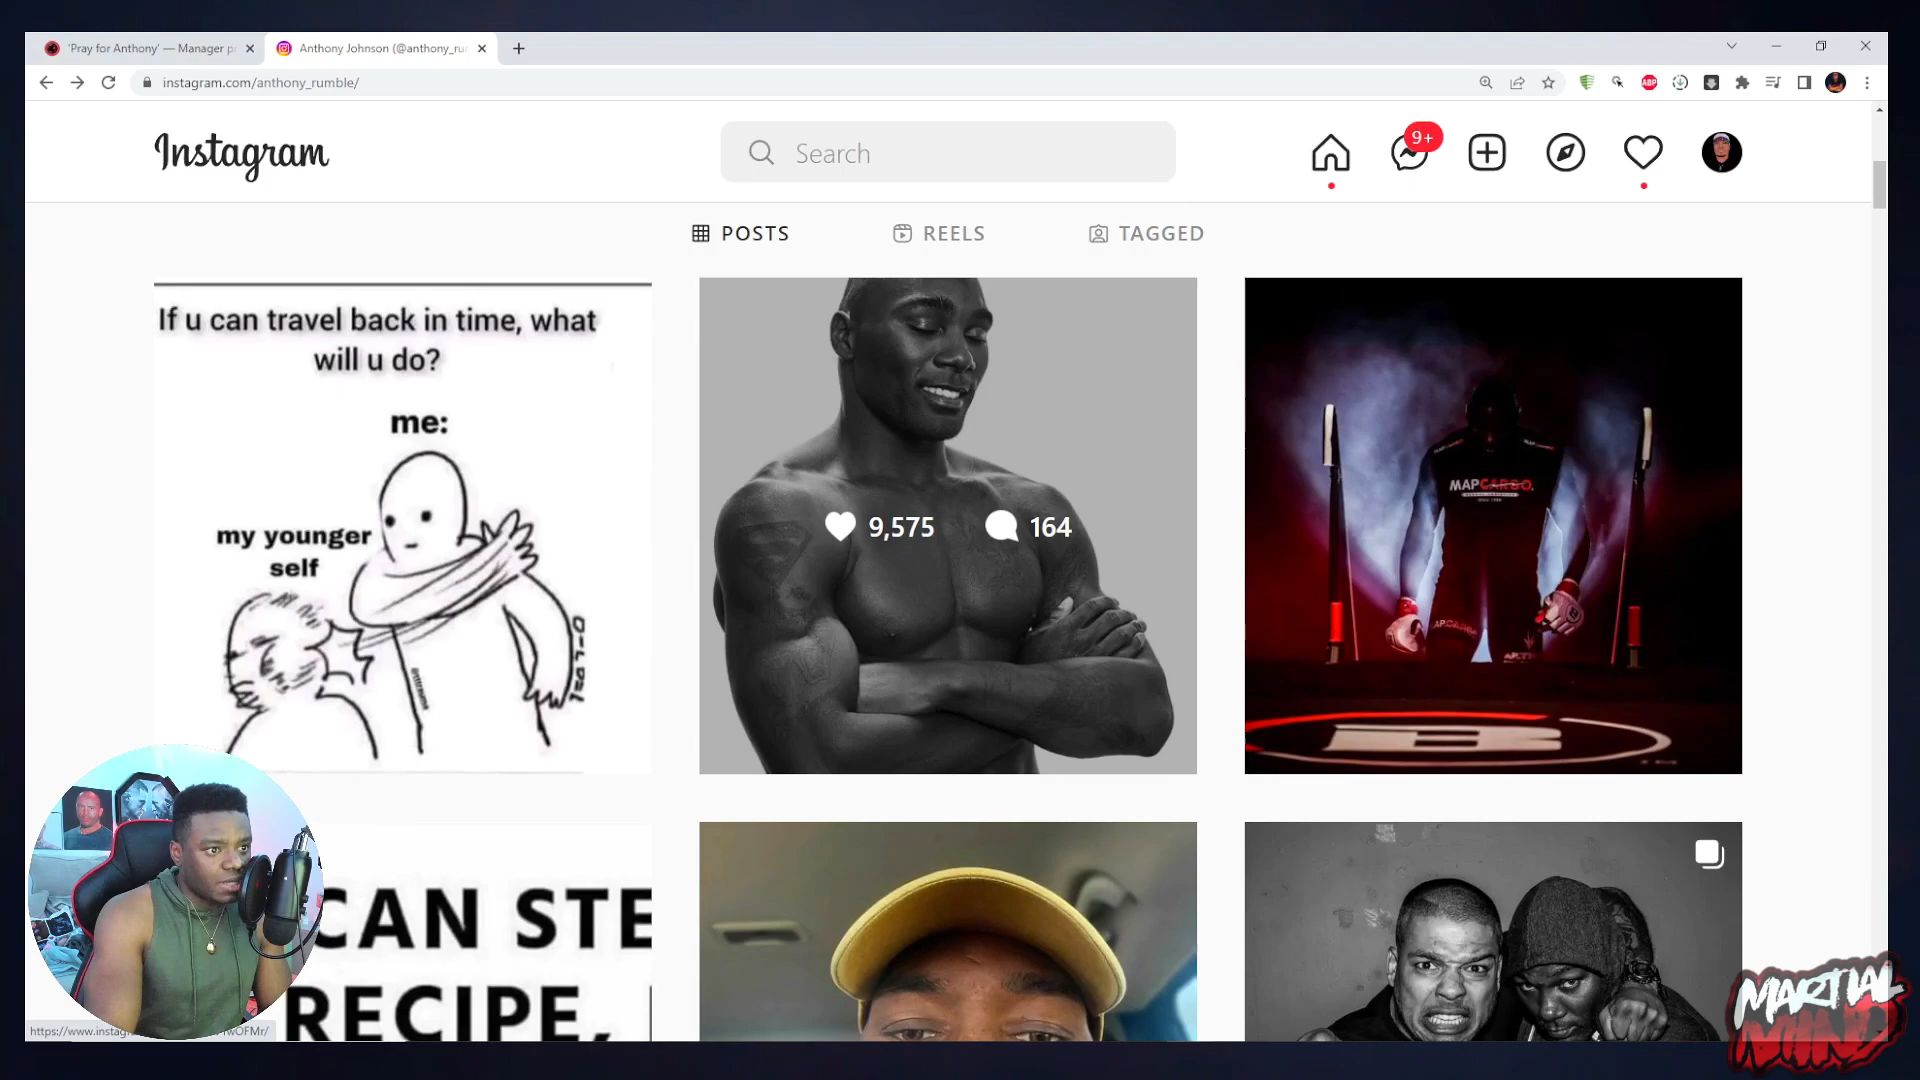 'Pray for Anthony' — Manager p
Anthony Johnson (@anthony_ru
instagram.com/anthony_rumble/
ABP
Instagram
Search
9+
POSTS
REELS
TAGGED
If u can travel back in time, what
will u do?
me:
my younger
self
9,575
164
MAPCARGO
CAN STE
RECIPE,
https://www.instag
MARTIAL
MIND